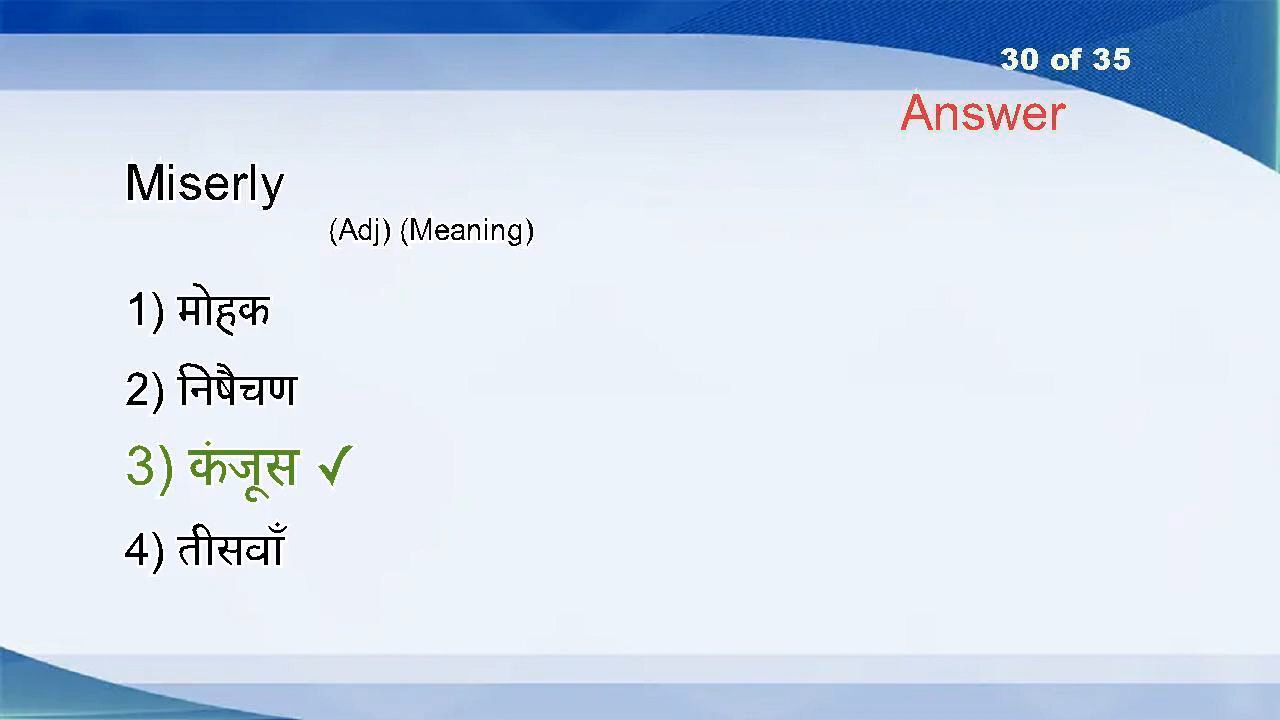 30 of 35
Answer
Miserly
(Adj) (Meaning)
1) मोहक
2) निषैचण
3) कंजूस ✓
4) तीसवाँ